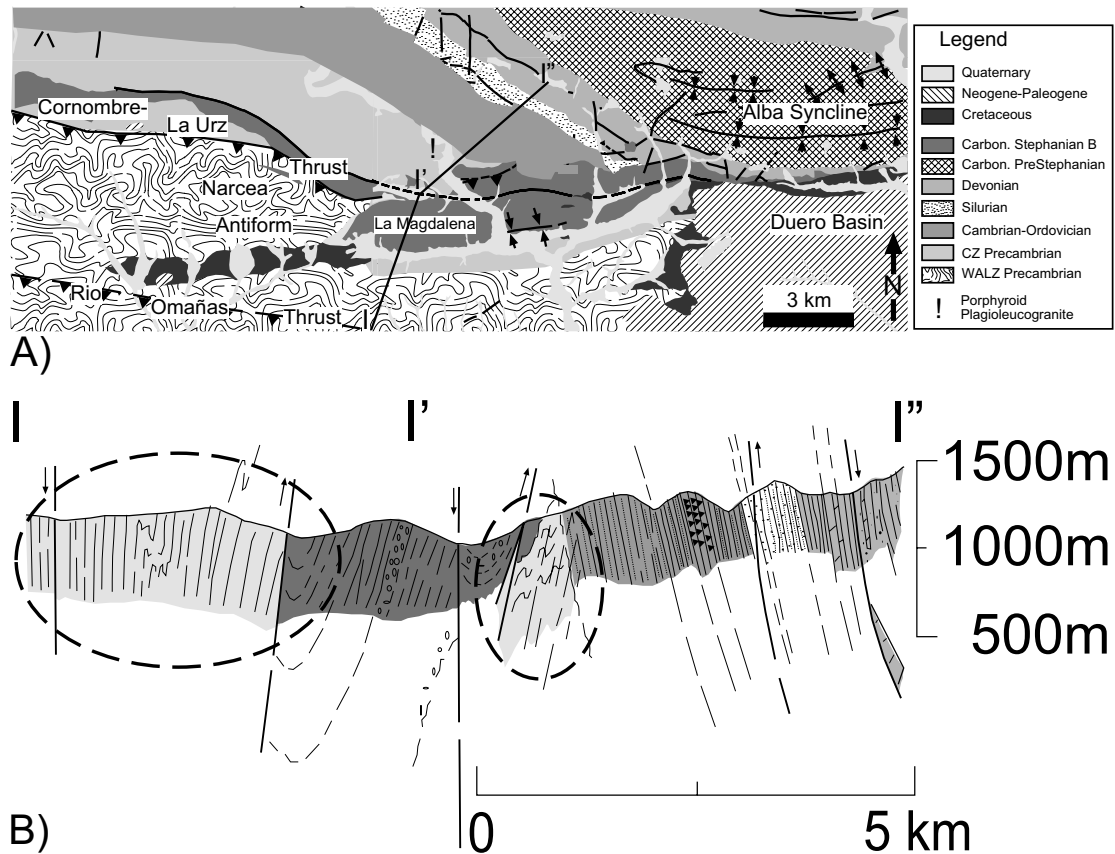 Legend
Quaternary
Neogene-Paleogene
Cretaceous
Carbon. Stephanian B
Carbon. PreStephanian
Devonian
Silurian
Cambrian-Ordovician
CZ Precambrian
WALZ Precambrian
! Porphyroid
Plagioleucogranite
Cornombre-
La Urz
Thrust
Narcea
Antiform
I''
!
I'
La Magdalena
Alba Syncline
Duero Basin
N
3 km
Rio
Omañas
Thrust
I
A)
I I’ I”
1500m
1000m
500m
B)
0 5 km